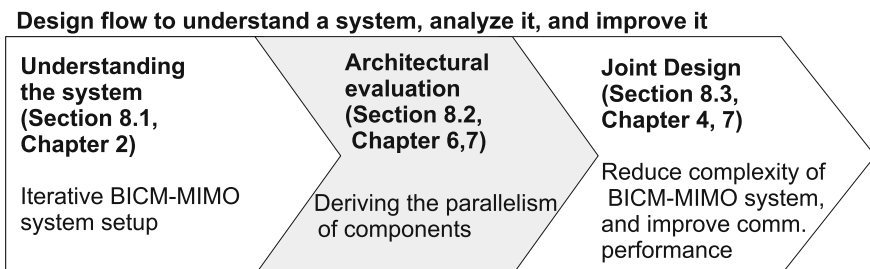 Design flow to understand a system, analyze it, and improve it
Understanding
the system
(Section 8.1,
Chapter 2)
Iterative BICM-MIMO
system setup
Architectural
evaluation
(Section 8.2,
Chapter 6,7)
Deriving the parallelism
of components
Joint Design
(Section 8.3,
Chapter 4, 7)
Reduce complexity of
BICM-MIMO system,
and improve comm.
performance